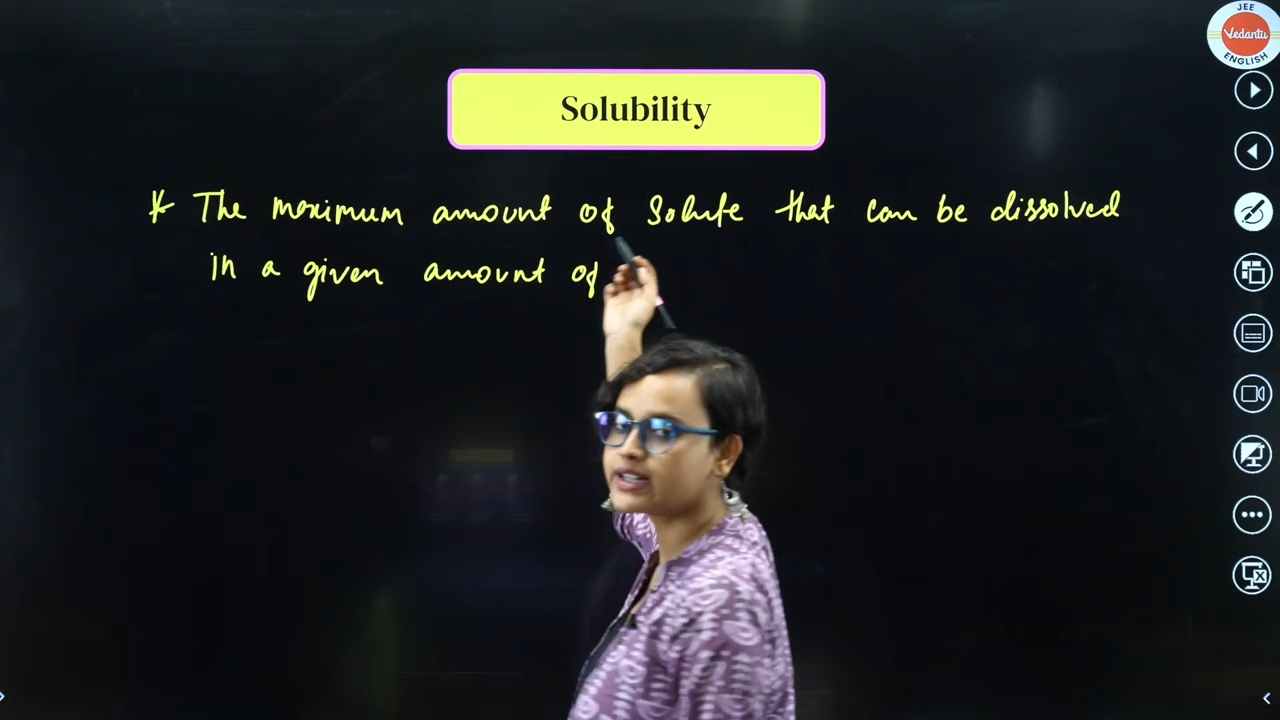 JEE
Vedantu
ENGLISH
Solubility
* The maximum amount of solute that can be dissolved
in a given amount of